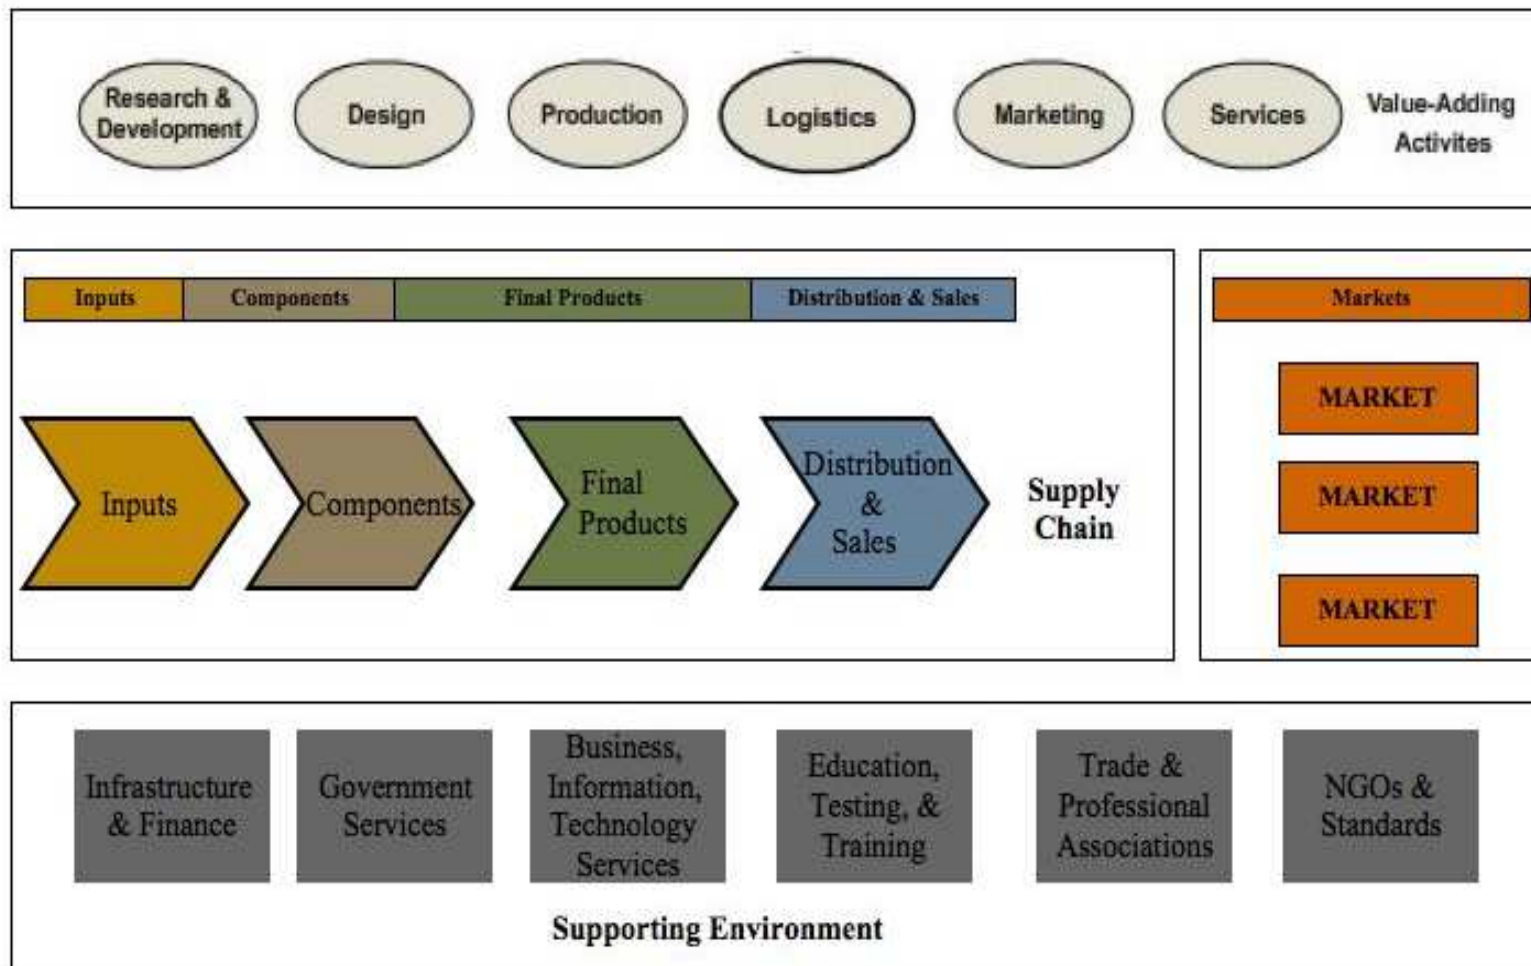 Research &
Development
Design
Production
Logistics
Marketing
Services
Value-Adding
Activites
Inputs
Components
Final Products
Distribution & Sales
Markets
Inputs
Components
Final
Products
Distribution
&
Sales
Supply
Chain
MARKET
MARKET
MARKET
Infrastructure
& Finance
Government
Services
Business,
Information,
Technology
Services
Education,
Testing, &
Training
Trade &
Professional
Associations
NGOs &
Standards
Supporting Environment